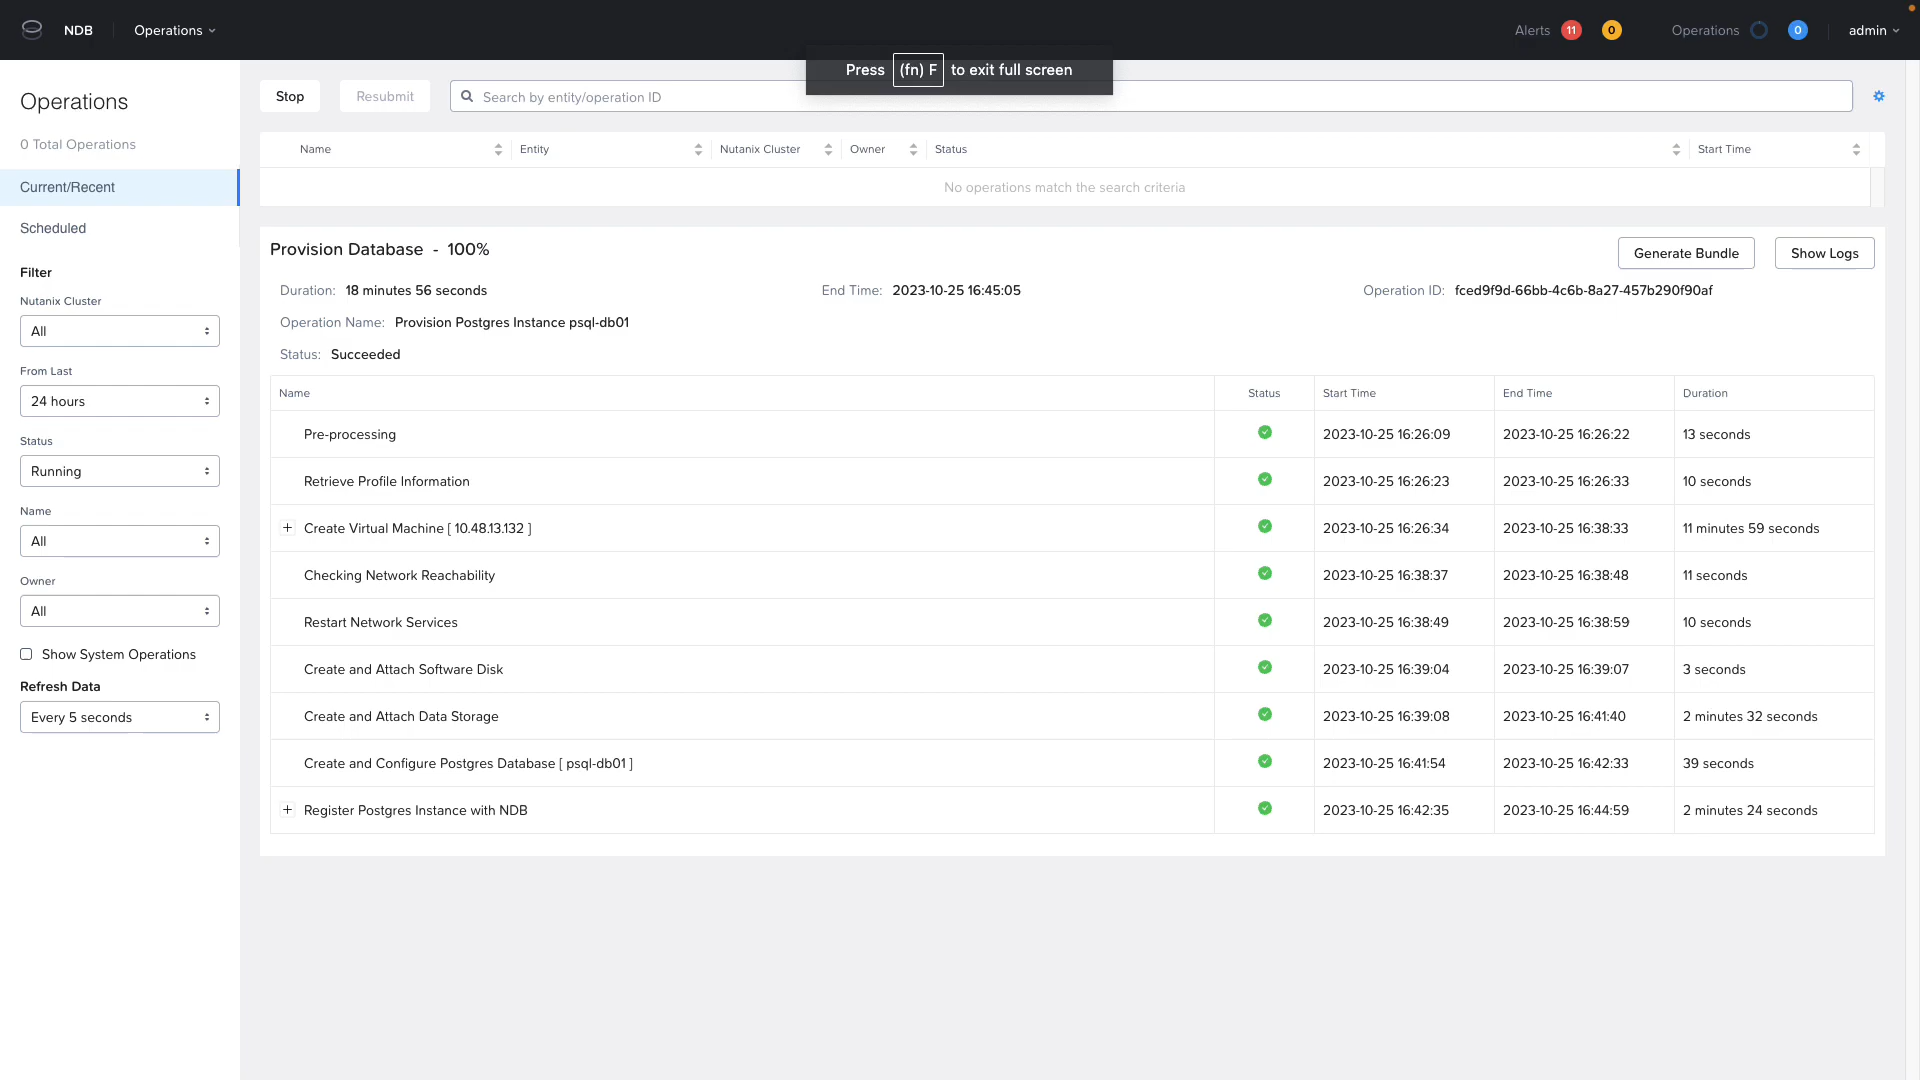 NDB
Operations
Alerts 11 0
Operations 0
admin
Press (fn) F to exit full screen
Operations
0 Total Operations
Current/Recent
Scheduled
Filter
Nutanix Cluster
All
From Last
24 hours
Status
Running
Name
All
Owner
All
Show System Operations
Refresh Data
Every 5 seconds
Stop
Resubmit
Search by entity/operation ID
Name Entity Nutanix Cluster Owner Status Start Time
No operations match the search criteria
Provision Database - 100%
Generate Bundle
Show Logs
Duration: 18 minutes 56 seconds
End Time: 2023-10-25 16:45:05
Operation ID: fced9f9d-66bb-4c6b-8a27-457b290f90af
Operation Name: Provision Postgres Instance psql-db01
Status: Succeeded
Name Status Start Time End Time Duration
Pre-processing 2023-10-25 16:26:09 2023-10-25 16:26:22 13 seconds
Retrieve Profile Information 2023-10-25 16:26:23 2023-10-25 16:26:33 10 seconds
+ Create Virtual Machine [ 10.48.13.132 ] 2023-10-25 16:26:34 2023-10-25 16:38:33 11 minutes 59 seconds
Checking Network Reachability 2023-10-25 16:38:37 2023-10-25 16:38:48 11 seconds
Restart Network Services 2023-10-25 16:38:49 2023-10-25 16:38:59 10 seconds
Create and Attach Software Disk 2023-10-25 16:39:04 2023-10-25 16:39:07 3 seconds
Create and Attach Data Storage 2023-10-25 16:39:08 2023-10-25 16:41:40 2 minutes 32 seconds
Create and Configure Postgres Database [ psql-db01 ] 2023-10-25 16:41:54 2023-10-25 16:42:33 39 seconds
+ Register Postgres Instance with NDB 2023-10-25 16:42:35 2023-10-25 16:44:59 2 minutes 24 seconds